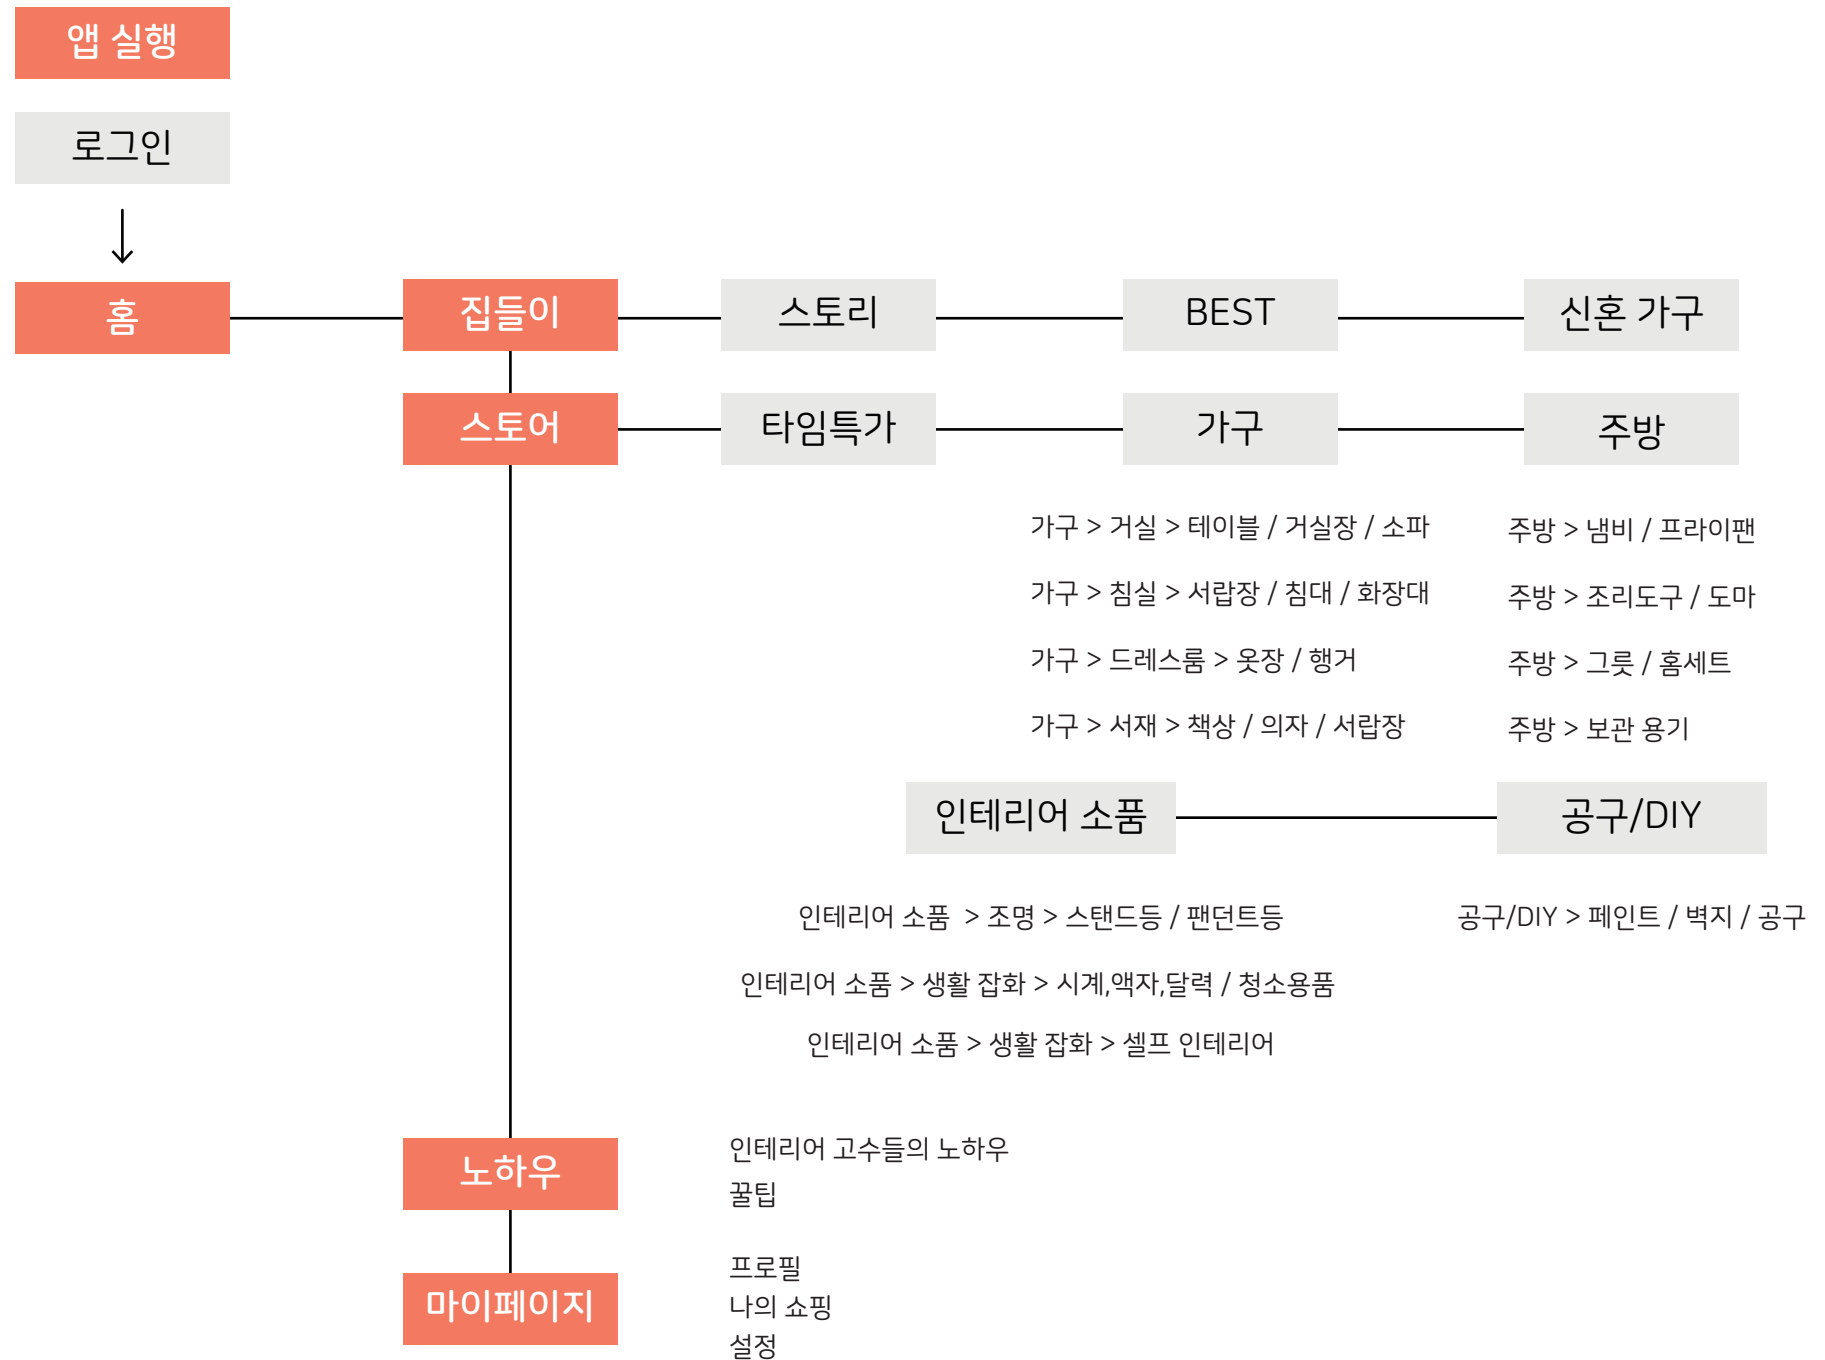 앱 실행
로그인
홈
집들이
스토리
BEST
신혼 가구
스토어
타임특가
가구
주방
가구 > 거실 > 테이블 / 거실장 / 소파
가구 > 침실 > 서랍장 / 침대 / 화장대
가구 > 드레스룸 > 옷장 / 행거
가구 > 서재 > 책상 / 의자 / 서랍장
주방 > 냄비 / 프라이팬
주방 > 조리도구 / 도마
주방 > 그릇 / 홈세트
주방 > 보관 용기
인테리어 소품
공구/DIY
인테리어 소품 > 조명 > 스탠드등 / 팬던트등
인테리어 소품 > 생활 잡화 > 시계,액자,달력 / 청소용품
인테리어 소품 > 생활 잡화 > 셀프 인테리어
공구/DIY > 페인트 / 벽지 / 공구
노하우
인테리어 고수들의 노하우
꿀팁
마이페이지
프로필
나의 쇼핑
설정